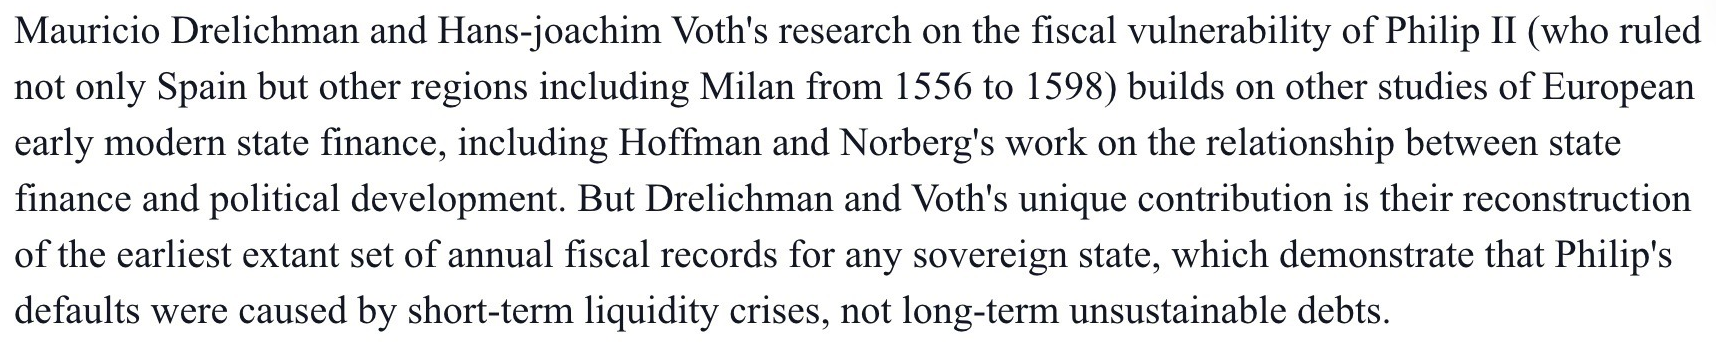 Mauricio Drelichman and Hans-joachim Voth's research on the fiscal vulnerability of Philip II (who ruled
not only Spain but other regions including Milan from 1556 to 1598) builds on other studies of European
early modern state finance, including Hoffman and Norberg's work on the relationship between state
finance and political development. But Drelichman and Voth's unique contribution is their reconstruction
of the earliest extant set of annual fiscal records for any sovereign state, which demonstrate that Philip's
defaults were caused by short-term liquidity crises, not long-term unsustainable debts.